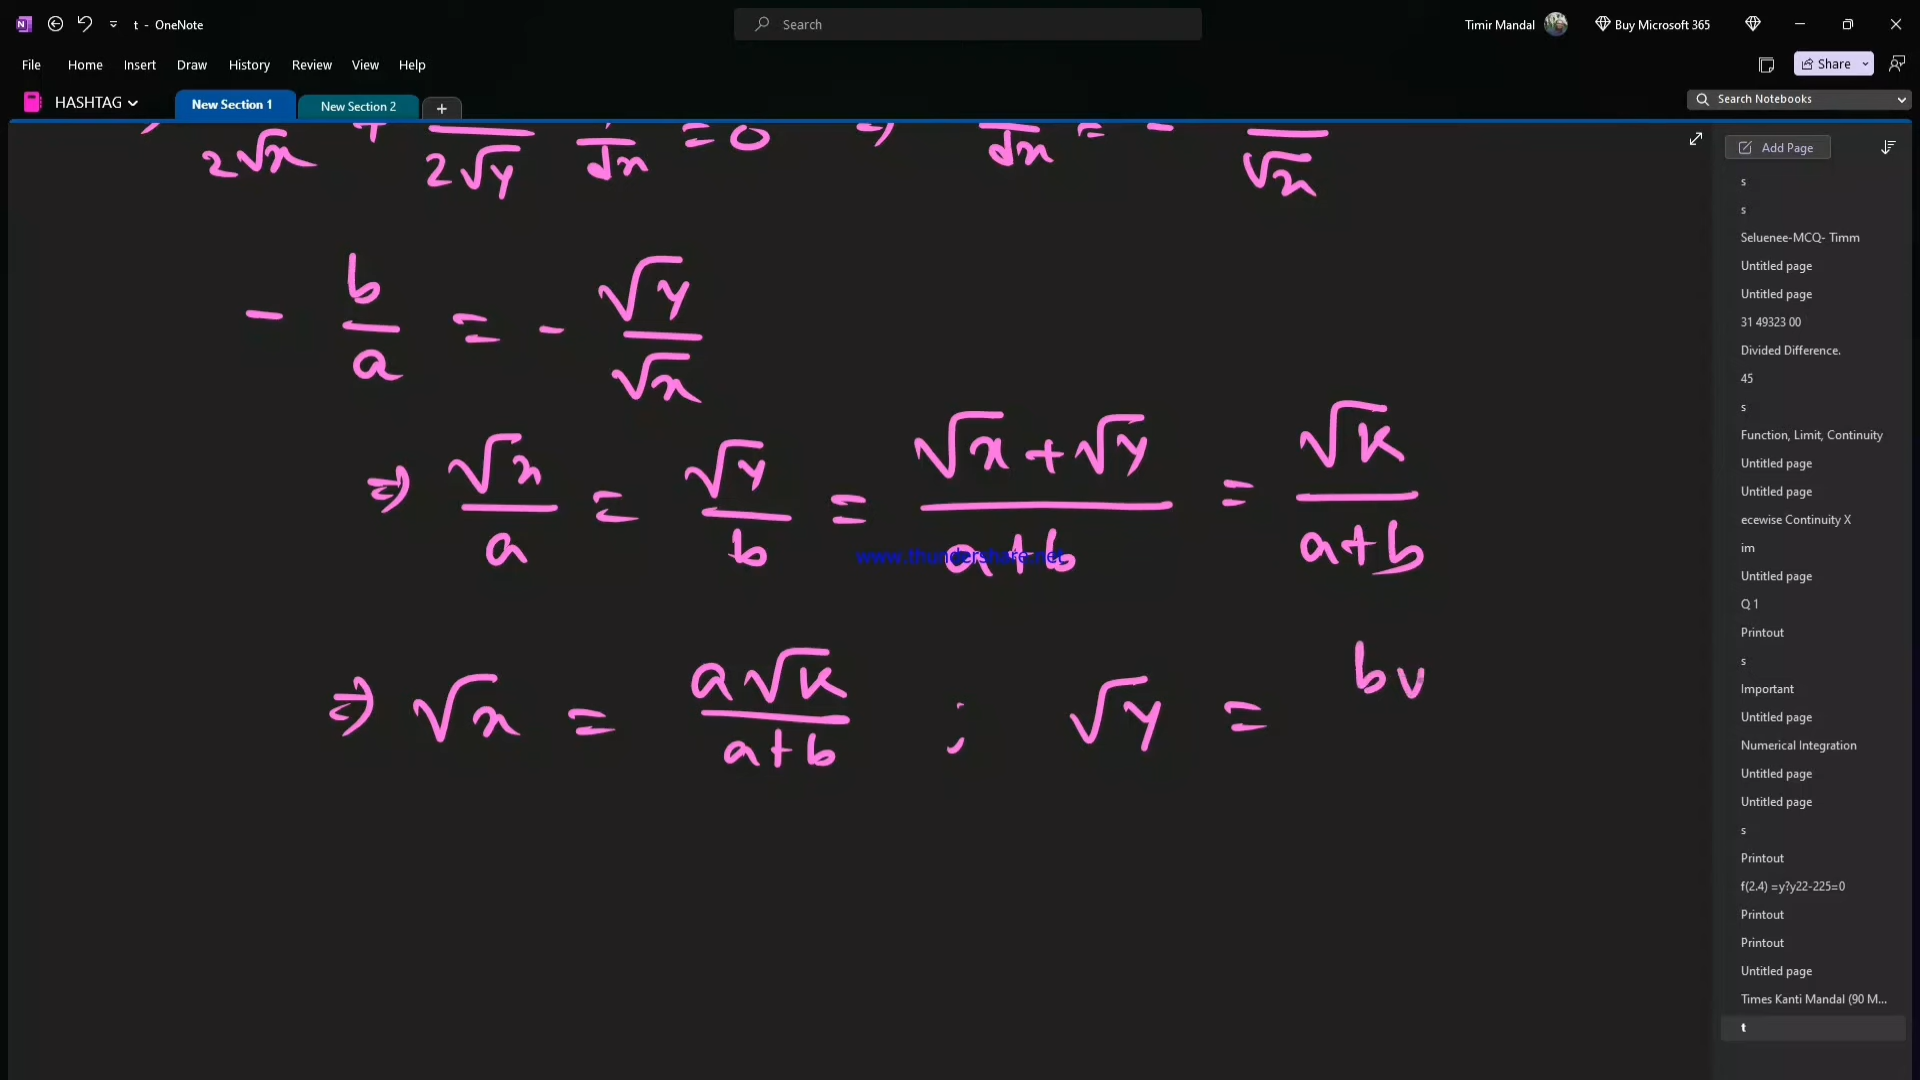 t - OneNote
Search
Timir Mandal
Buy Microsoft 365
File Home Insert Draw History Review View Help
Share
HASHTAG
New Section 1
New Section 2
+
Search Notebooks
2√x + 2√y dx = 0 ⇒ dx = - √x
- b/a = - √y/√x
⇒ √x/a = √y/b = (√x+√y)/(a+b) = √k/(a+b)
www.thundershare.net
⇒ √x = a√k/(a+b) ; √y = b√
Add Page
s
s
Seluenee-MCQ- Timm
Untitled page
Untitled page
31 49323 00
Divided Difference.
45
s
Function, Limit, Continuity
Untitled page
Untitled page
ecewise Continuity X
im
Untitled page
Q 1
Printout
s
Important
Untitled page
Numerical Integration
Untitled page
Untitled page
s
Printout
f(2.4) =y?y22-225=0
Printout
Printout
Untitled page
Times Kanti Mandal (90 M...
t